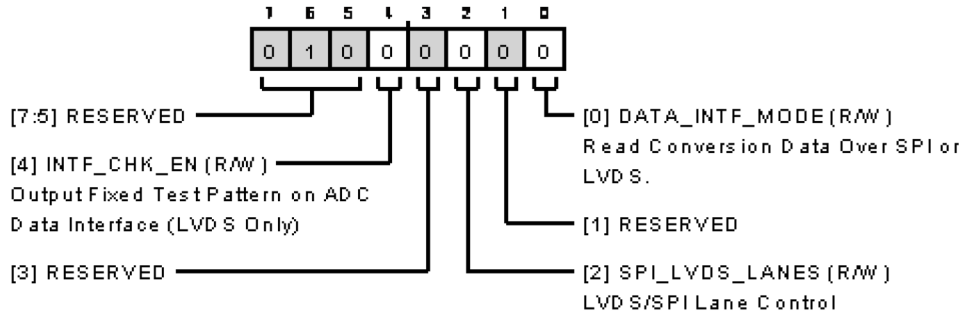 7 6 5 4 3 2 1 0
0 1 0 0 0 0 0 0
[7:5] RESERVED
[4] INTF_CHK_EN (R/W)
Output Fixed Test Pattern on ADC
Data Interface (LVDS Only)
[3] RESERVED
[0] DATA_INTF_MODE (R/W)
Read Conversion Data Over SPI or
LVDS.
[1] RESERVED
[2] SPI_LVDS_LANES (R/W)
LVDS/SPI Lane Control